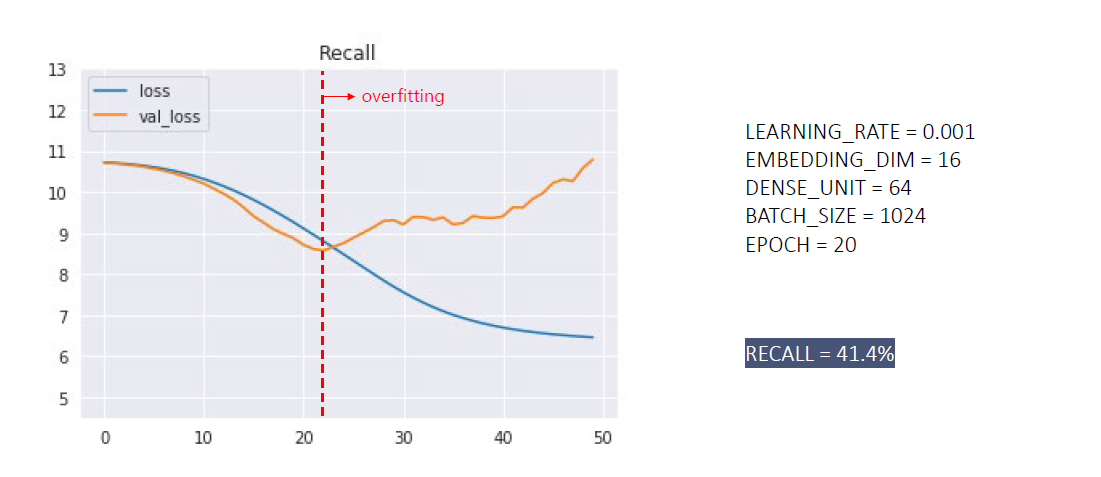 Recall
13
loss
val_loss
overfitting
12
11
10
9
8
7
6
5
0 10 20 30 40 50
LEARNING_RATE = 0.001
EMBEDDING_DIM = 16
DENSE_UNIT = 64
BATCH_SIZE = 1024
EPOCH = 20
RECALL = 41.4%